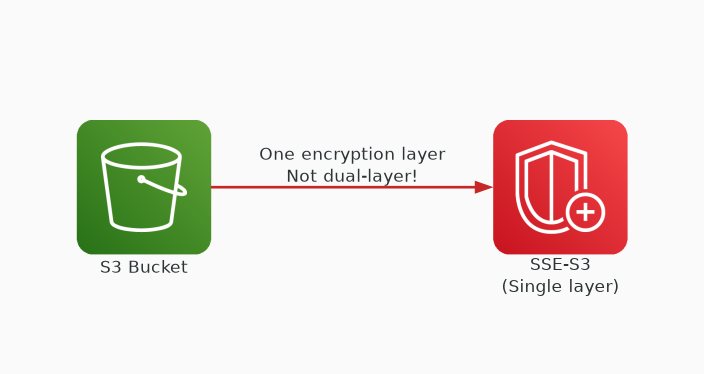 One encryption layer
Not dual-layer!
S3 Bucket
SSE-S3
(Single layer)